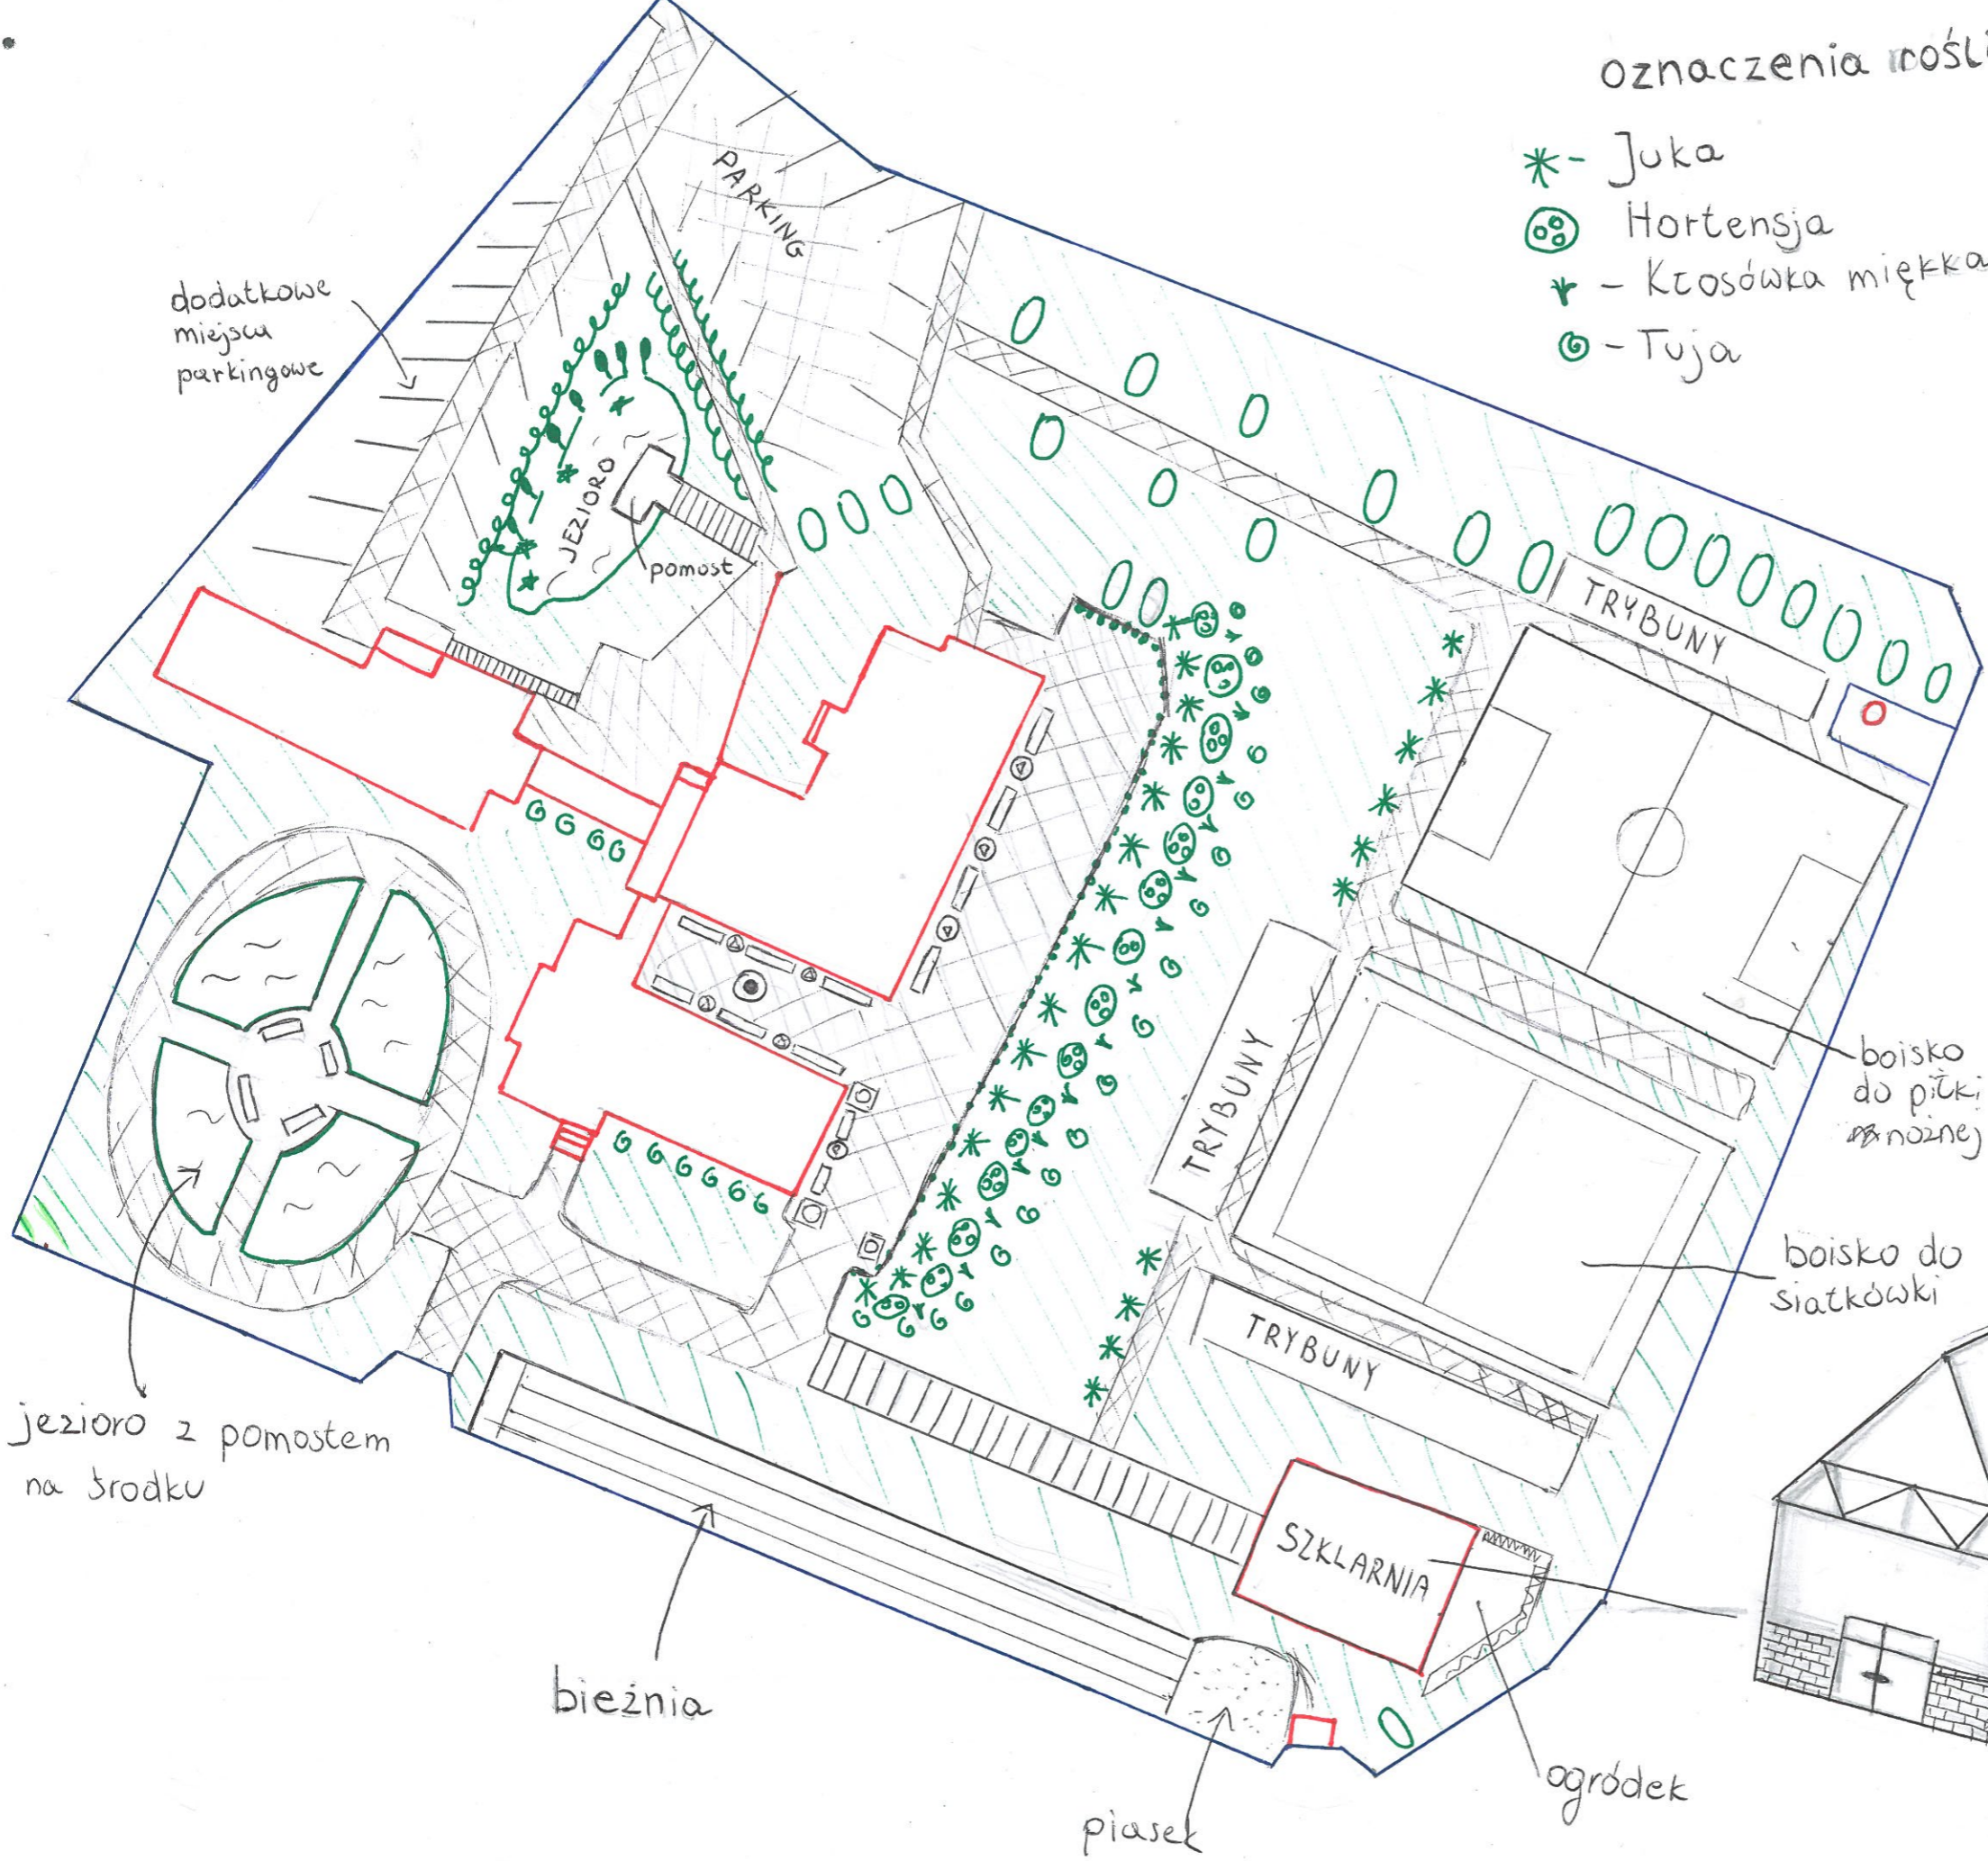 oznaczenia rośli
- Juka
Hortensja
- Kłosówka miękka
- Tuja
PARKING
dodatkowe
miejsca
parkingowe
JEZIORO
pomost
TRYBUNY
boisko
do piłki
nożnej
TRYBUNY
boisko do
siatkówki
TRYBUNY
jezioro z pomostem
na środku
SZKLARNIA
bieżnia
ogródek
piasek